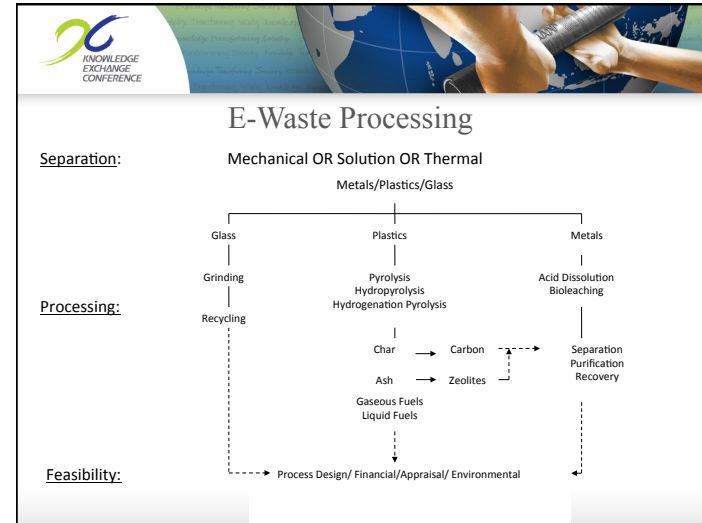 KNOWLEDGE
EXCHANGE
CONFERENCE
E-Waste Processing
Separation:
Mechanical OR Solution OR Thermal
Metals/Plastics/Glass
Glass
Plastics
Metals
Grinding
Pyrolysis
Hydropyrolysis
Hydrogenation Pyrolysis
Acid Dissolution
Bioleaching
Processing:
Recycling
Char
Carbon
Separation
Purification
Recovery
Ash
Zeolites
Gaseous Fuels
Liquid Fuels
Feasibility:
Process Design/ Financial/Appraisal/ Environmental